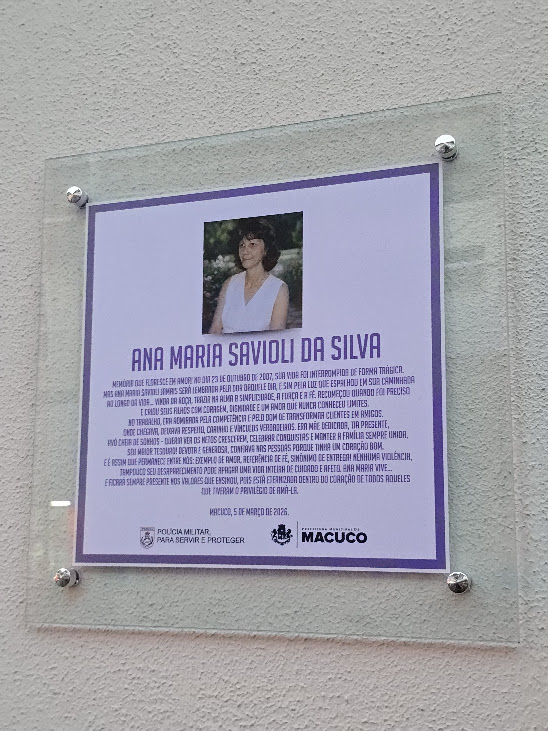 ANA MARIA SAVIOLI DA SILVA
MEMÓRIA QUE FLORESCE EM AMOR! NO DIA 25 DE OUTUBRO DE 2007, SUA VIDA FOI INTERROMPIDA DE FORMA TRÁGICA.
MAS ANA MARIA SAVIOLI JAMAIS SERÁ LEMBRADA PELA DOR DAQUELE DIA, E SIM PELA LUZ QUE ESPALHOU EM SUA CAMINHADA
AO LONGO DA VIDA... VINDA DA ROÇA, TRAZIA NA ALMA A SIMPLICIDADE, A FORÇA E A FÉ. RECOMEÇOU QUANDO FOI PRECISO
E CRIOU SEUS FILHOS COM CORAGEM, DIGNIDADE E UM AMOR QUE NUNCA CONHECEU LIMITES.
NO TRABALHO, ERA ADMIRADA PELA COMPETÊNCIA E PELO DOM DE TRANSFORMAR CLIENTES EM AMIGOS.
ONDE CHEGAVA, DEIXAVA RESPEITO, CARINHO E VÍNCULOS VERDADEIROS. ERA MÃE DEDICADA, TIA PRESENTE,
AVÓ CHEIA DE SONHOS - QUERIA VER OS NETOS CRESCEREM, CELEBRAR CONQUISTAS E MANTER A FAMÍLIA SEMPRE UNIDA,
SEU MAIOR TESOURO! DEVOTA E GENEROSA, CONFIAVA NAS PESSOAS PORQUE TINHA UM CORAÇÃO BOM.
E É ASSIM QUE PERMANECE ENTRE NÓS: EXEMPLO DE AMOR, REFERÊNCIA DE FÉ, SINÔNIMO DE ENTREGA! NENHUMA VIOLÊNCIA,
TAMPOUCO SEU DESAPARECIMENTO PODE APAGAR UMA VIDA INTEIRA DE CUIDADO E AFETO. ANA MARIA VIVE...
E FICARÁ SEMPRE PRESENTE NOS VALORES QUE ENSINOU, POIS ESTÁ ETERNIZADA DENTRO DO CORAÇÃO DE TODOS AQUELES
QUE TIVERAM O PRIVILÉGIO DE AMÁ-LA.
MACUCO, 5 DE MARÇO DE 2026.
POLÍCIA MILITAR,
PARA SERVIR E PROTEGER
PREFEITURA MUNICIPAL DE
MACUCO